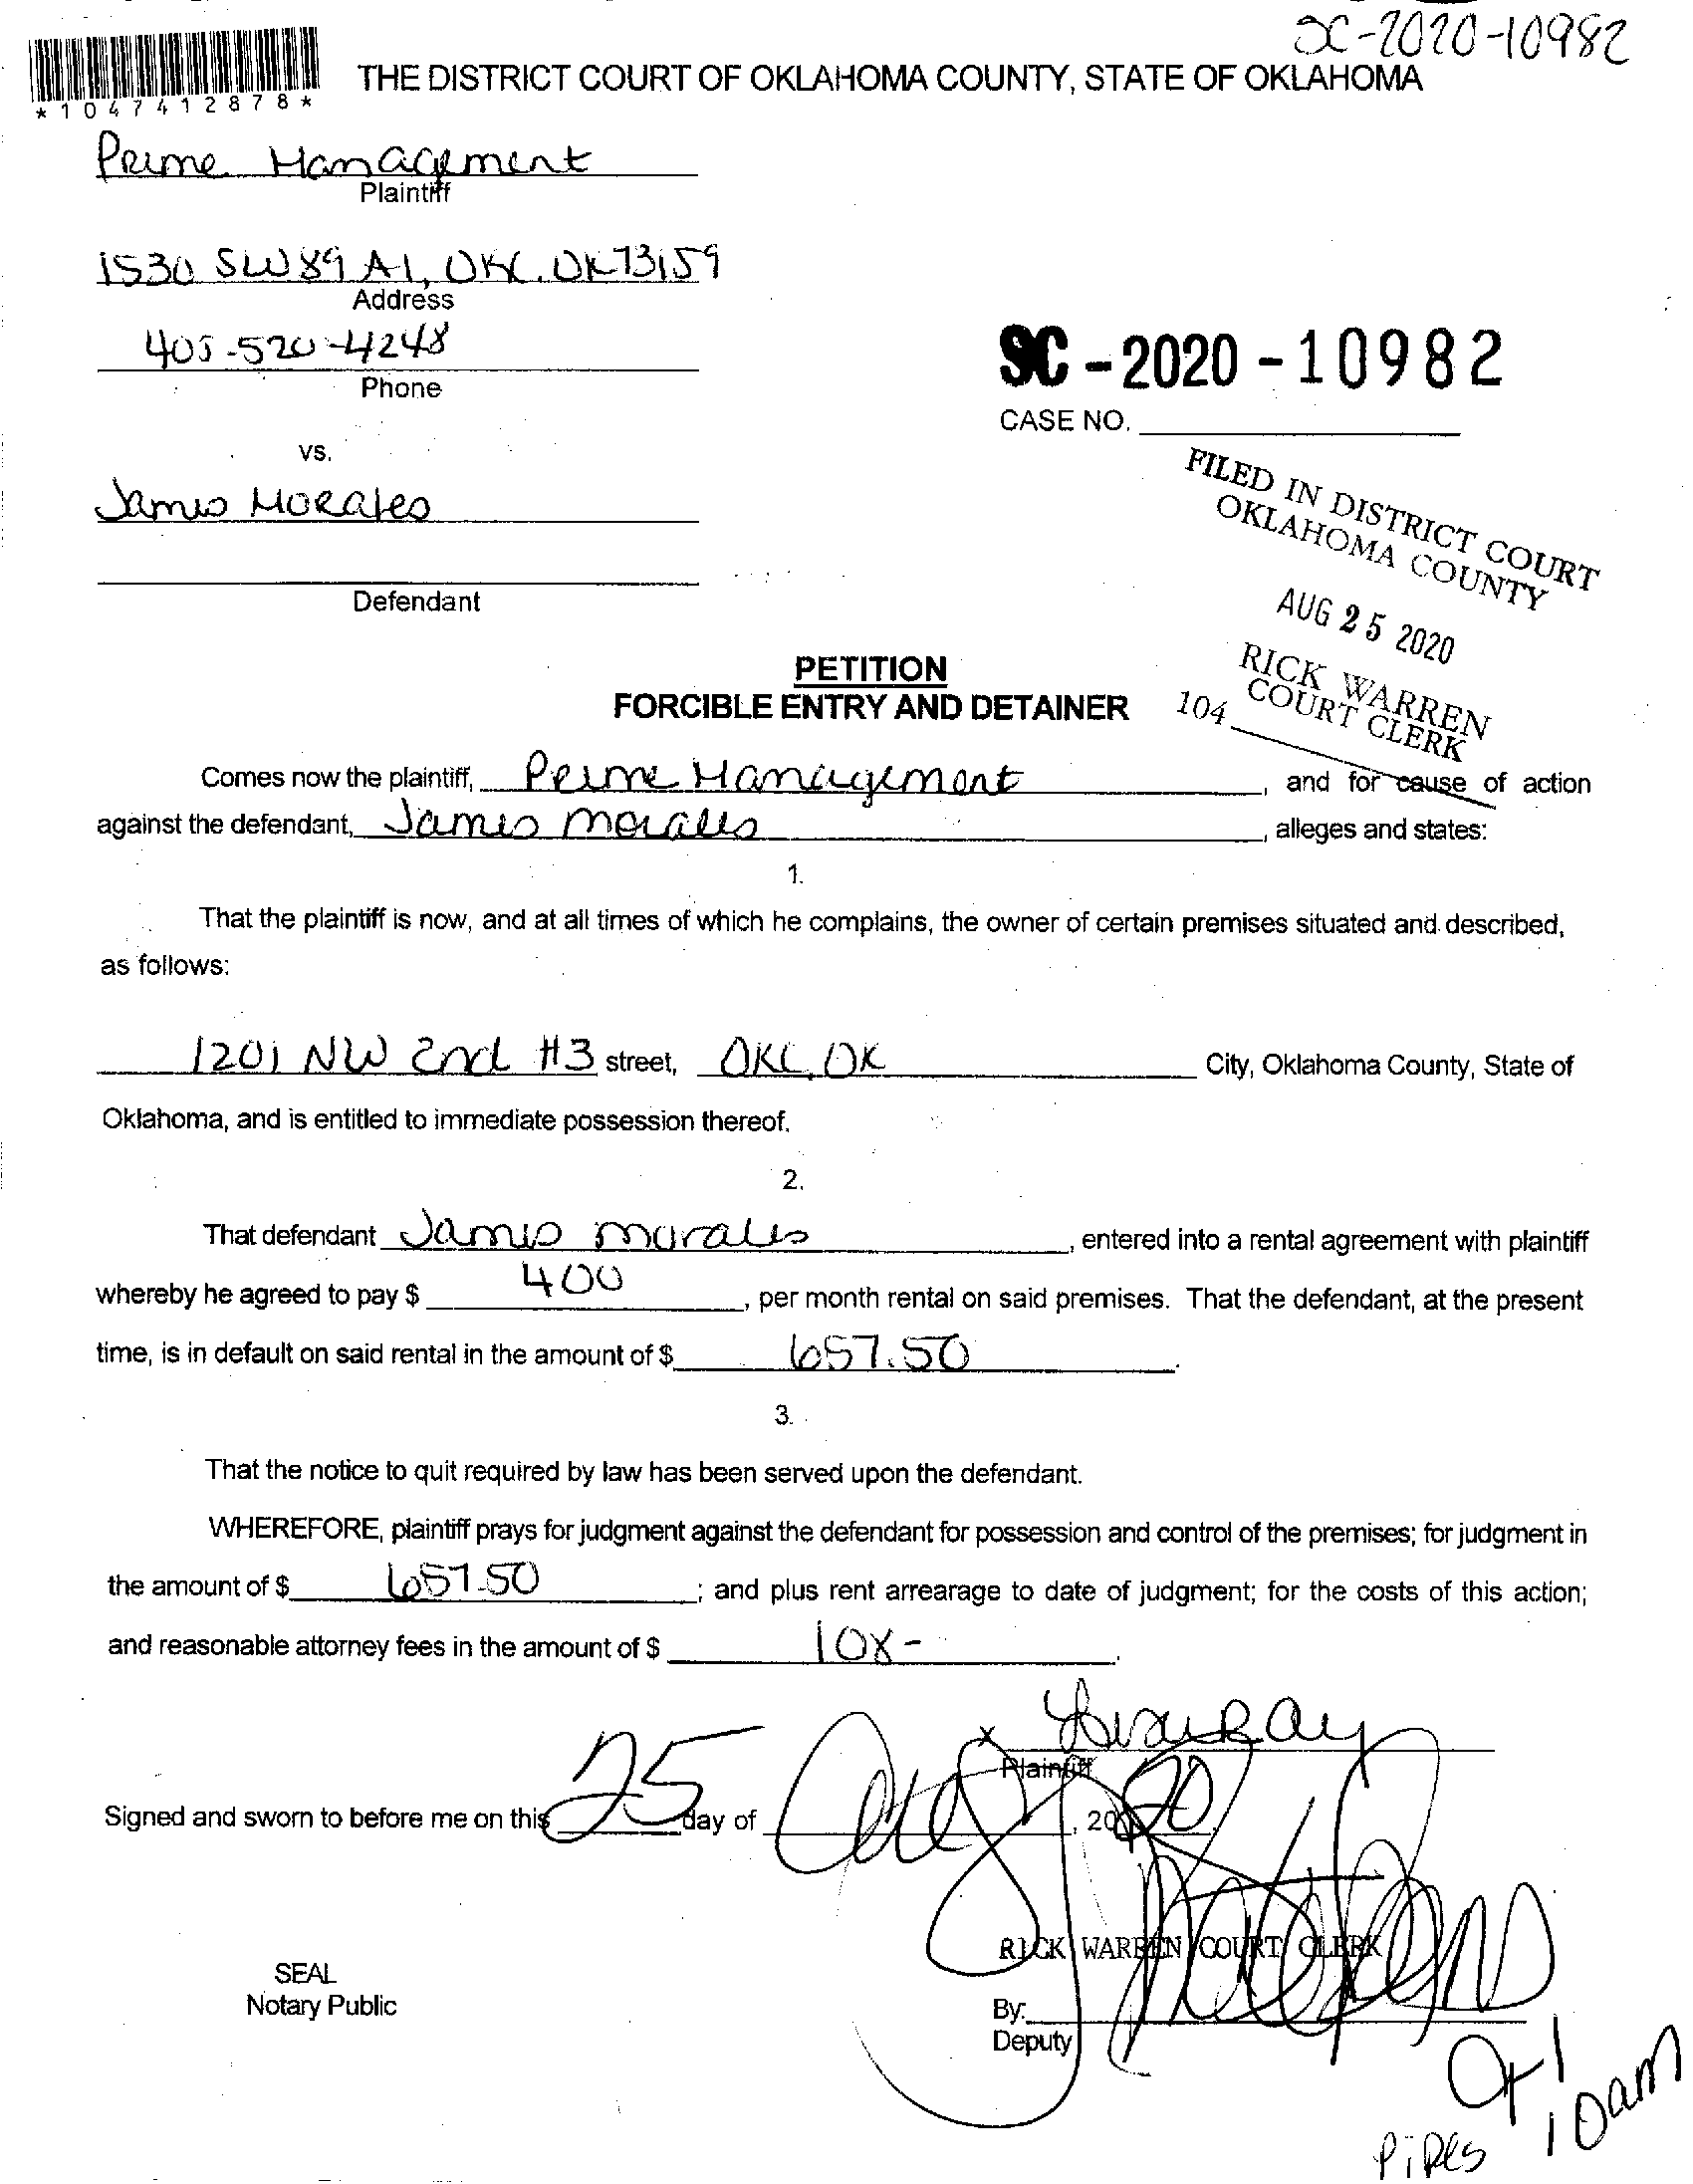 SC-2020-10982
*1047412878*
THE DISTRICT COURT OF OKLAHOMA COUNTY, STATE OF OKLAHOMA
Prime Management
Plaintiff
1530 SW 89 A1, OKC, OK 73159
Address
405-520-4248
Phone
SC-2020-10982
CASE NO.
vs.
James Morales
Defendant
FILED IN DISTRICT COURT
OKLAHOMA COUNTY
AUG 25 2020
RICK WARREN
COURT CLERK
104
PETITION
FORCIBLE ENTRY AND DETAINER
Comes now the plaintiff, Prime Management, and for cause of action
against the defendant, James Morales, alleges and states:
1.
That the plaintiff is now, and at all times of which he complains, the owner of certain premises situated and described,
as follows:
1201 NW 2nd #3 street, OKC, OK City, Oklahoma County, State of
Oklahoma, and is entitled to immediate possession thereof.
2.
That defendant James Morales, entered into a rental agreement with plaintiff
whereby he agreed to pay $ 400, per month rental on said premises. That the defendant, at the present
time, is in default on said rental in the amount of $ 657.50.
3.
That the notice to quit required by law has been served upon the defendant.
WHEREFORE, plaintiff prays for judgment against the defendant for possession and control of the premises; for judgment in
the amount of $ 657.50; and plus rent arrearage to date of judgment; for the costs of this action;
and reasonable attorney fees in the amount of $ 108-.
x
Plaintiff
Signed and sworn to before me on this 25 day of Aug, 2020.
RICK WARREN COURT CLERK
SEAL
Notary Public
By:
Deputy
10am
Pipes